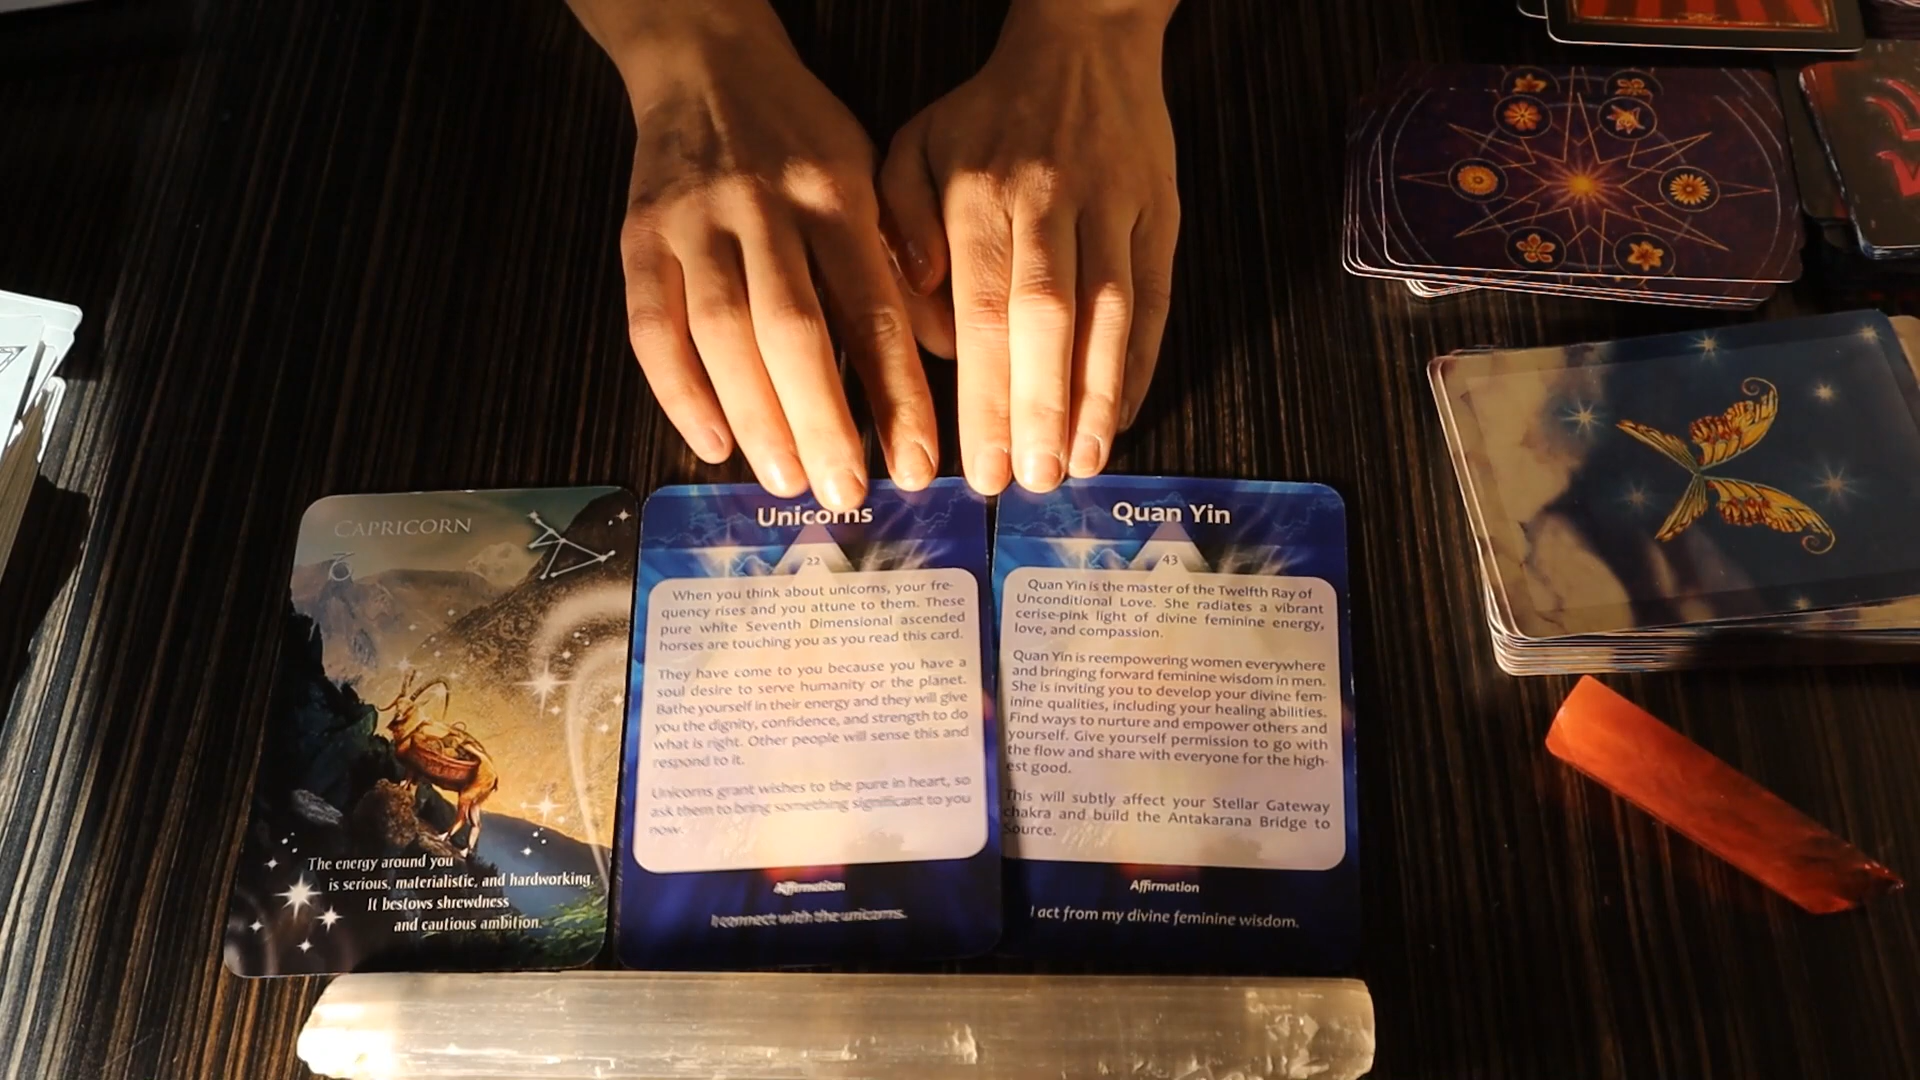 CAPRICORN
The energy around you
is serious, materialistic, and hardworking.
It bestows shrewdness
and cautious ambition.
Unicorns
22
When you think about unicorns, your fre-
quency rises and you attune to them. These
pure white Seventh Dimensional ascended
horses are touching you as you read this card.
They have come to you because you have a
soul desire to serve humanity or the planet.
Bathe yourself in their energy and they will give
you the dignity, confidence, and strength to do
what is right. Other people will sense this and
respond to it.
Unicorns grant wishes to the pure in heart, so
ask them to bring something significant to you
now.
Affirmation
I connect with the unicorns.
Quan Yin
43
Quan Yin is the master of the Twelfth Ray of
Unconditional Love. She radiates a vibrant
cerise-pink light of divine feminine energy,
love, and compassion.
Quan Yin is reempowering women everywhere
and bringing forward feminine wisdom in men.
She is inviting you to develop your divine fem-
inine qualities, including your healing abilities.
Find ways to nurture and empower others and
yourself. Give yourself permission to go with
the flow and share with everyone for the high-
est good.
This will subtly affect your Stellar Gateway
chakra and build the Antakarana Bridge to
Source.
Affirmation
I act from my divine feminine wisdom.